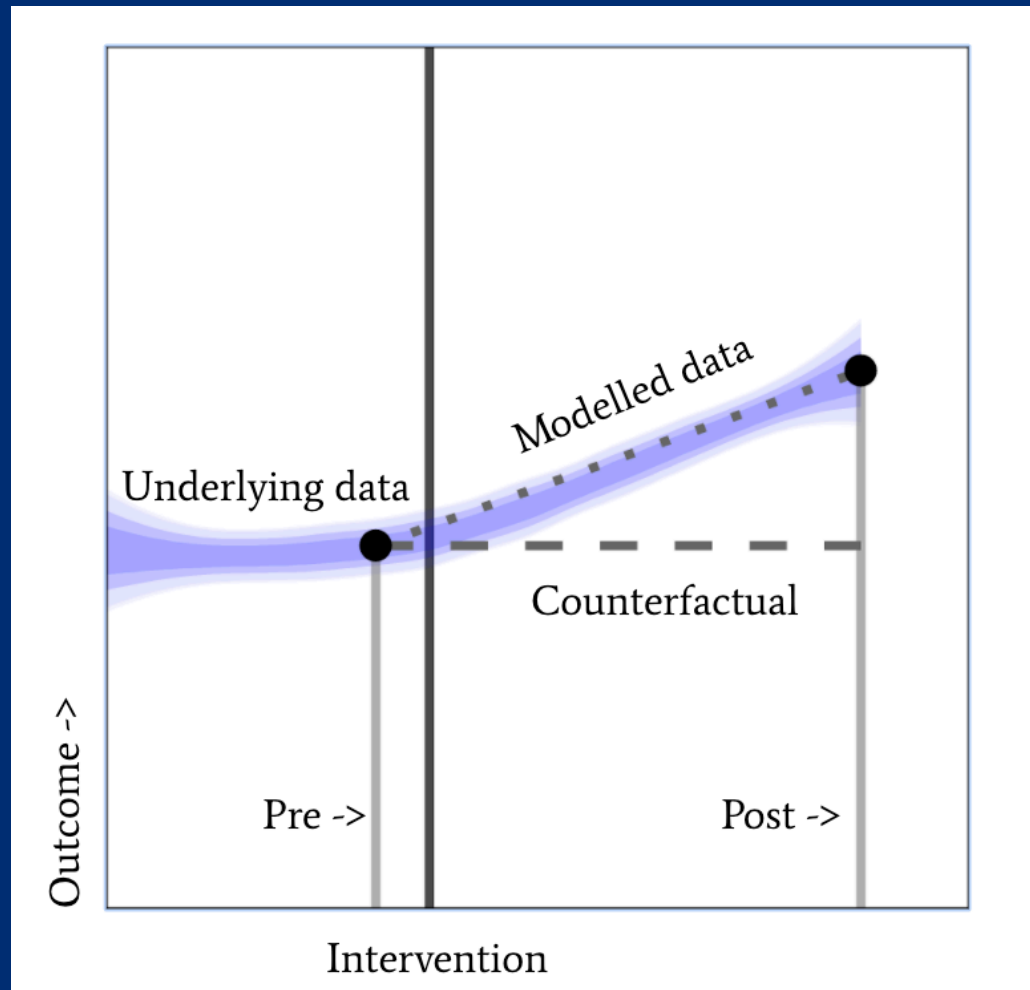 Modelled data
Underlying data
Counterfactual
Outcome ->
Pre ->
Post ->
Intervention